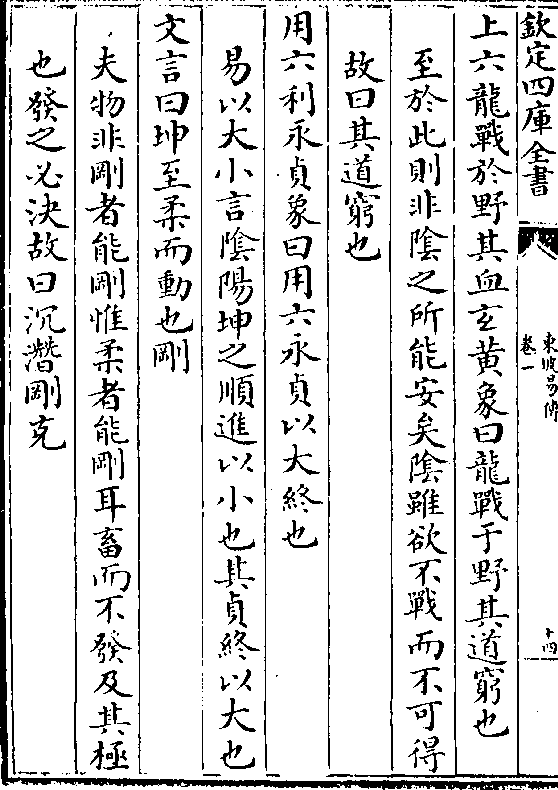 欽定四庫全書
東坡易傳
卷一
十四
上六龍戰於野其血玄黄象曰龍戰于野其道窮也
至於此則非陰之所能安矣陰雖欲不戰而不可得
故曰其道窮也
用六利永貞象曰用六永貞以大終也
易以大小言陰陽坤之順進以小也其貞終以大也
文言曰坤至柔而動也剛
夫物非剛者能剛惟柔者能剛耳畜而不發及其極
也發之必決故曰沉潛剛克